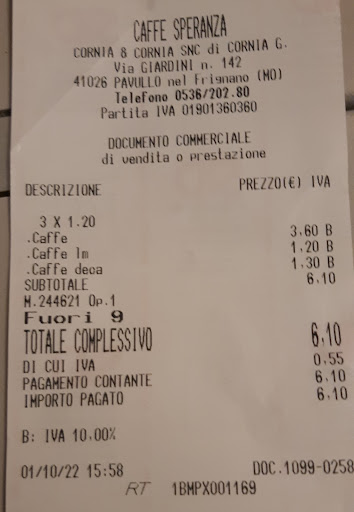 CAFFE SPERANZA
CORNIA & CORNIA SNC di CORNIA G.
Via GIARDINI n. 142
41026 PAVULLO nel Frignano (MO)
Telefono 0536/202.80
Partita IVA 01901360360
DOCUMENTO COMMERCIALE
di vendita o prestazione
DESCRIZIONE PREZZO(€) IVA
3 X 1.20
.Caffe 3.60 B
.Caffe lm 1.20 B
.Caffe deca 1.30 B
SUBTOTALE 6.10
M.244621 Op.1
Fuori 9
TOTALE COMPLESSIVO 6,10
DI CUI IVA 0.55
PAGAMENTO CONTANTE 6.10
IMPORTO PAGATO 6.10
B: IVA 10.00%
01/10/22 15:58 DOC.1099-0258
RT 1BMPX001169